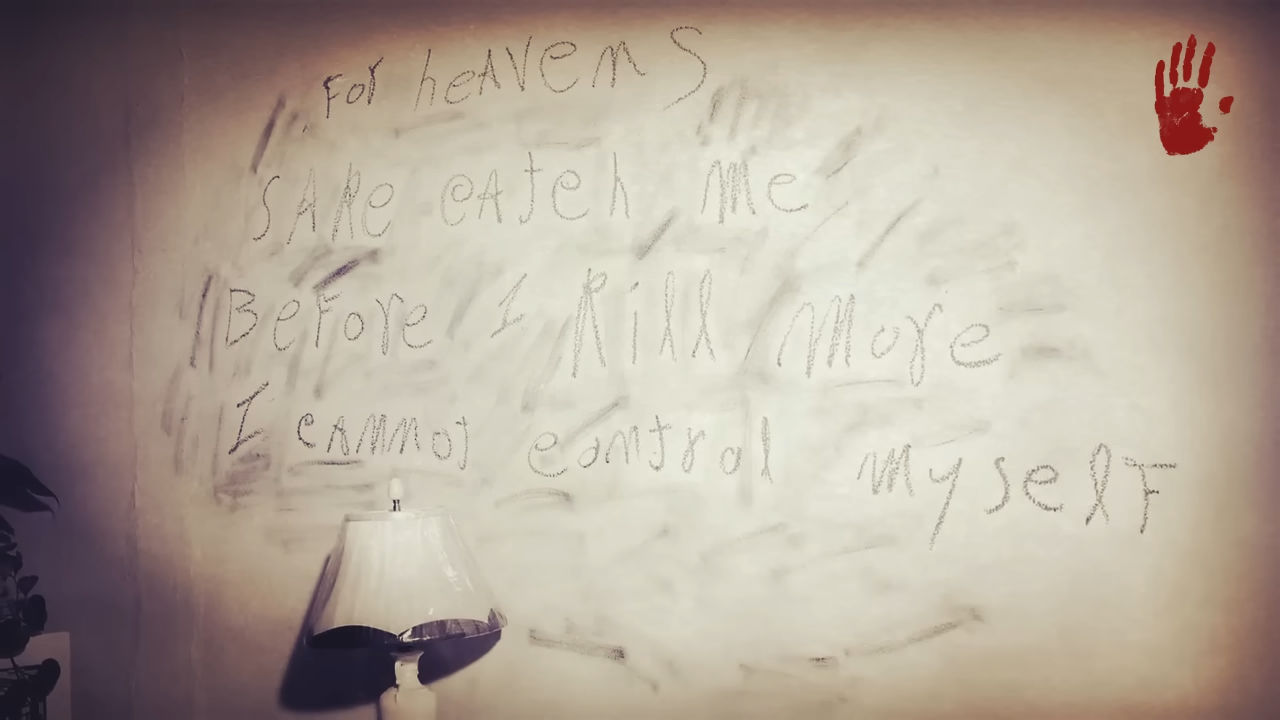 For heAvens
SAKe cAtch me
BeFore I Kill more
I cAnnot control myselF